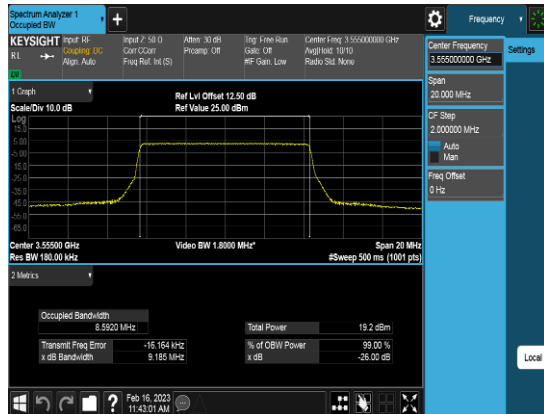 Spectrum Analyzer 1
Occupied BW
+
Frequency
KEYSIGHT
RL
Input: RF
Coupling: DC
Align: Auto
Input Z: 50 Ω
Corr CCorr
Freq Ref: Int (S)
Atten: 30 dB
Preamp: Off
Trig: Free Run
Gate: Off
#IF Gain: Low
Center Freq: 3.555000000 GHz
Avg|Hold: 10/10
Radio Std: None
1 Graph
Scale/Div 10.0 dB
Ref Lvl Offset 12.50 dB
Ref Value 25.00 dBm
Log
15.0
5.00
-5.00
-15.0
-25.0
-35.0
-45.0
-55.0
-65.0
Center 3.55500 GHz
Res BW 180.00 kHz
Video BW 1.8000 MHz*
Span 20 MHz
#Sweep 500 ms (1001 pts)
2 Metrics
Occupied Bandwidth
8.5920 MHz
Total Power
19.2 dBm
Transmit Freq Error
-16.164 kHz
% of OBW Power
99.00 %
x dB Bandwidth
9.185 MHz
x dB
-26.00 dB
Center Frequency
3.555000000 GHz
Settings
Span
20.000 MHz
CF Step
2.000000 MHz
Auto
Man
Freq Offset
0 Hz
Local
?
Feb 16, 2023
11:43:01 AM